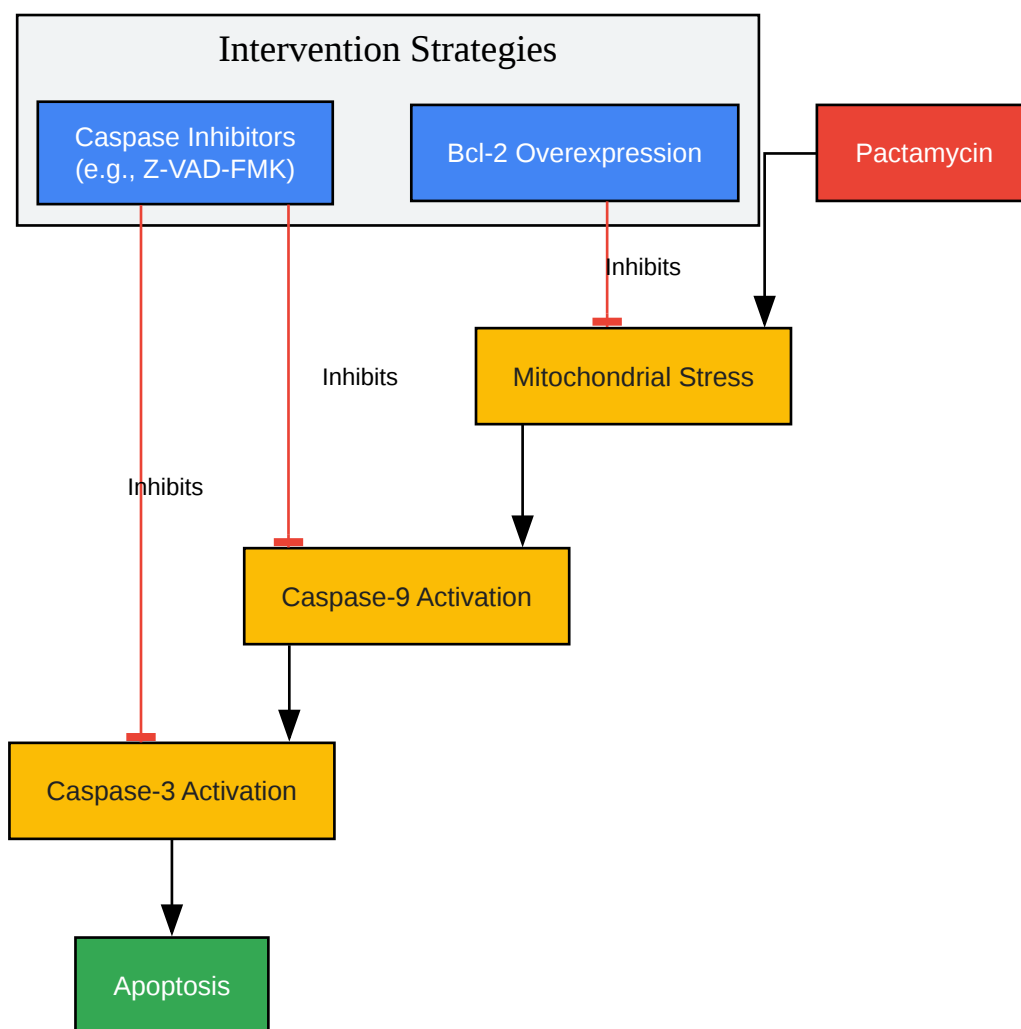 Intervention Strategies
Caspase Inhibitors
(e.g., Z-VAD-FMK)
Bcl-2 Overexpression
Pactamycin
Inhibits
Mitochondrial Stress
Inhibits
Inhibits
Caspase-9 Activation
Caspase-3 Activation
Apoptosis